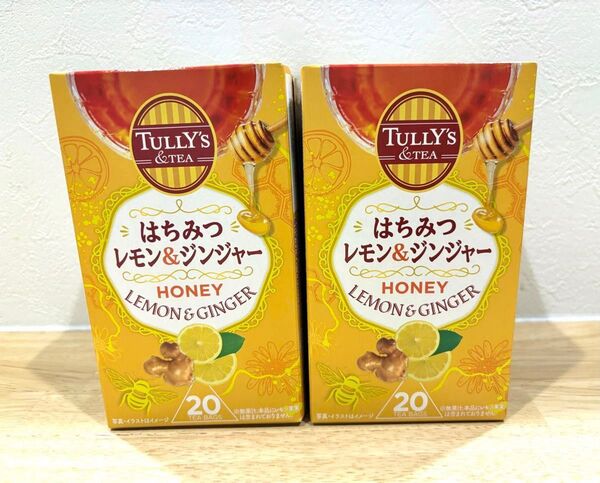 TULLY'S
& TEA
はちみつ
レモン&ジンジャー
HONEY
LEMON & GINGER
20
TEA BAGS
写真・イラストはイメージ
TULLY'S
& TEA
はちみつ
レモン&ジンジャー
HONEY
LEMON & GINGER
20
TEA BAGS
写真・イラストはイメージ